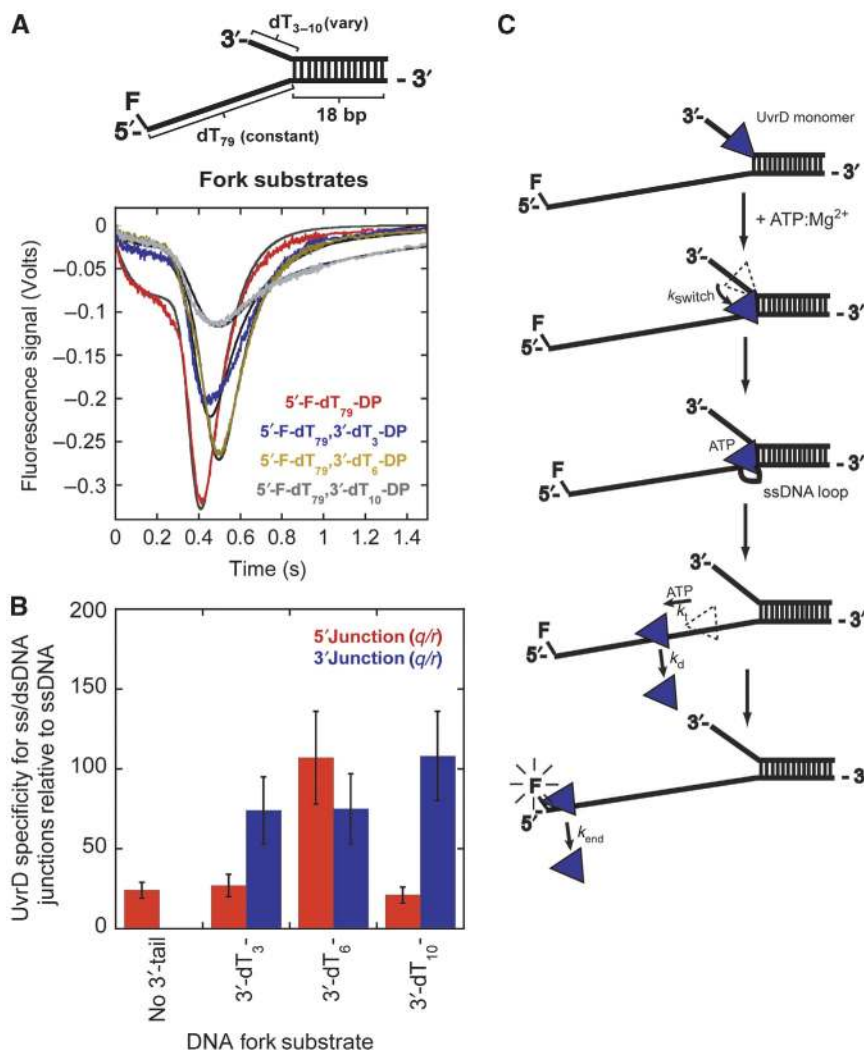 A
dT3–10 (vary)
3′-
- 3′
F
5′-
dT79 (constant)
18 bp
Fork substrates
Fluorescence signal (Volts)
0
−0.05
−0.1
−0.15
−0.2
−0.25
−0.3
5′-F-dT79-DP
5′-F-dT79,3′-dT3-DP
5′-F-dT79,3′-dT6-DP
5′-F-dT79,3′-dT10-DP
0 0.2 0.4 0.6 0.8 1 1.2 1.4
Time (s)
B
UvrD specificity for ss/dsDNA
junctions relative to ssDNA
200
150
100
50
0
5′Junction (q/r)
3′Junction (q/r)
No 3′-tail
3′-dT3-
3′-dT6-
3′-dT10-
DNA fork substrate
C
3′-
UvrD monomer
- 3′
F
5′-
+ ATP:Mg2+
3′-
kswitch
- 3′
F
5′-
3′-
ATP
- 3′
ssDNA loop
F
5′-
3′-
ATP
kt
- 3′
F
5′-
kd
3′-
- 3′
F
5′-
kend